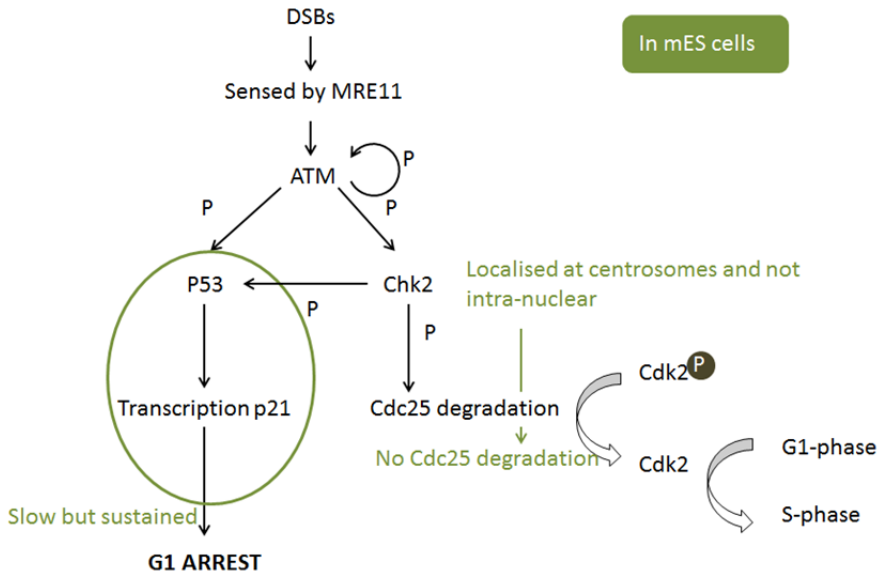 DSBs
In mES cells
Sensed by MRE11
P
ATM
P
P
Localised at centrosomes and not
intra-nuclear
P53
Chk2
P
P
Cdk2 P
Transcription p21
Cdc25 degradation
No Cdc25 degradation
Cdk2
G1-phase
Slow but sustained
S-phase
G1 ARREST